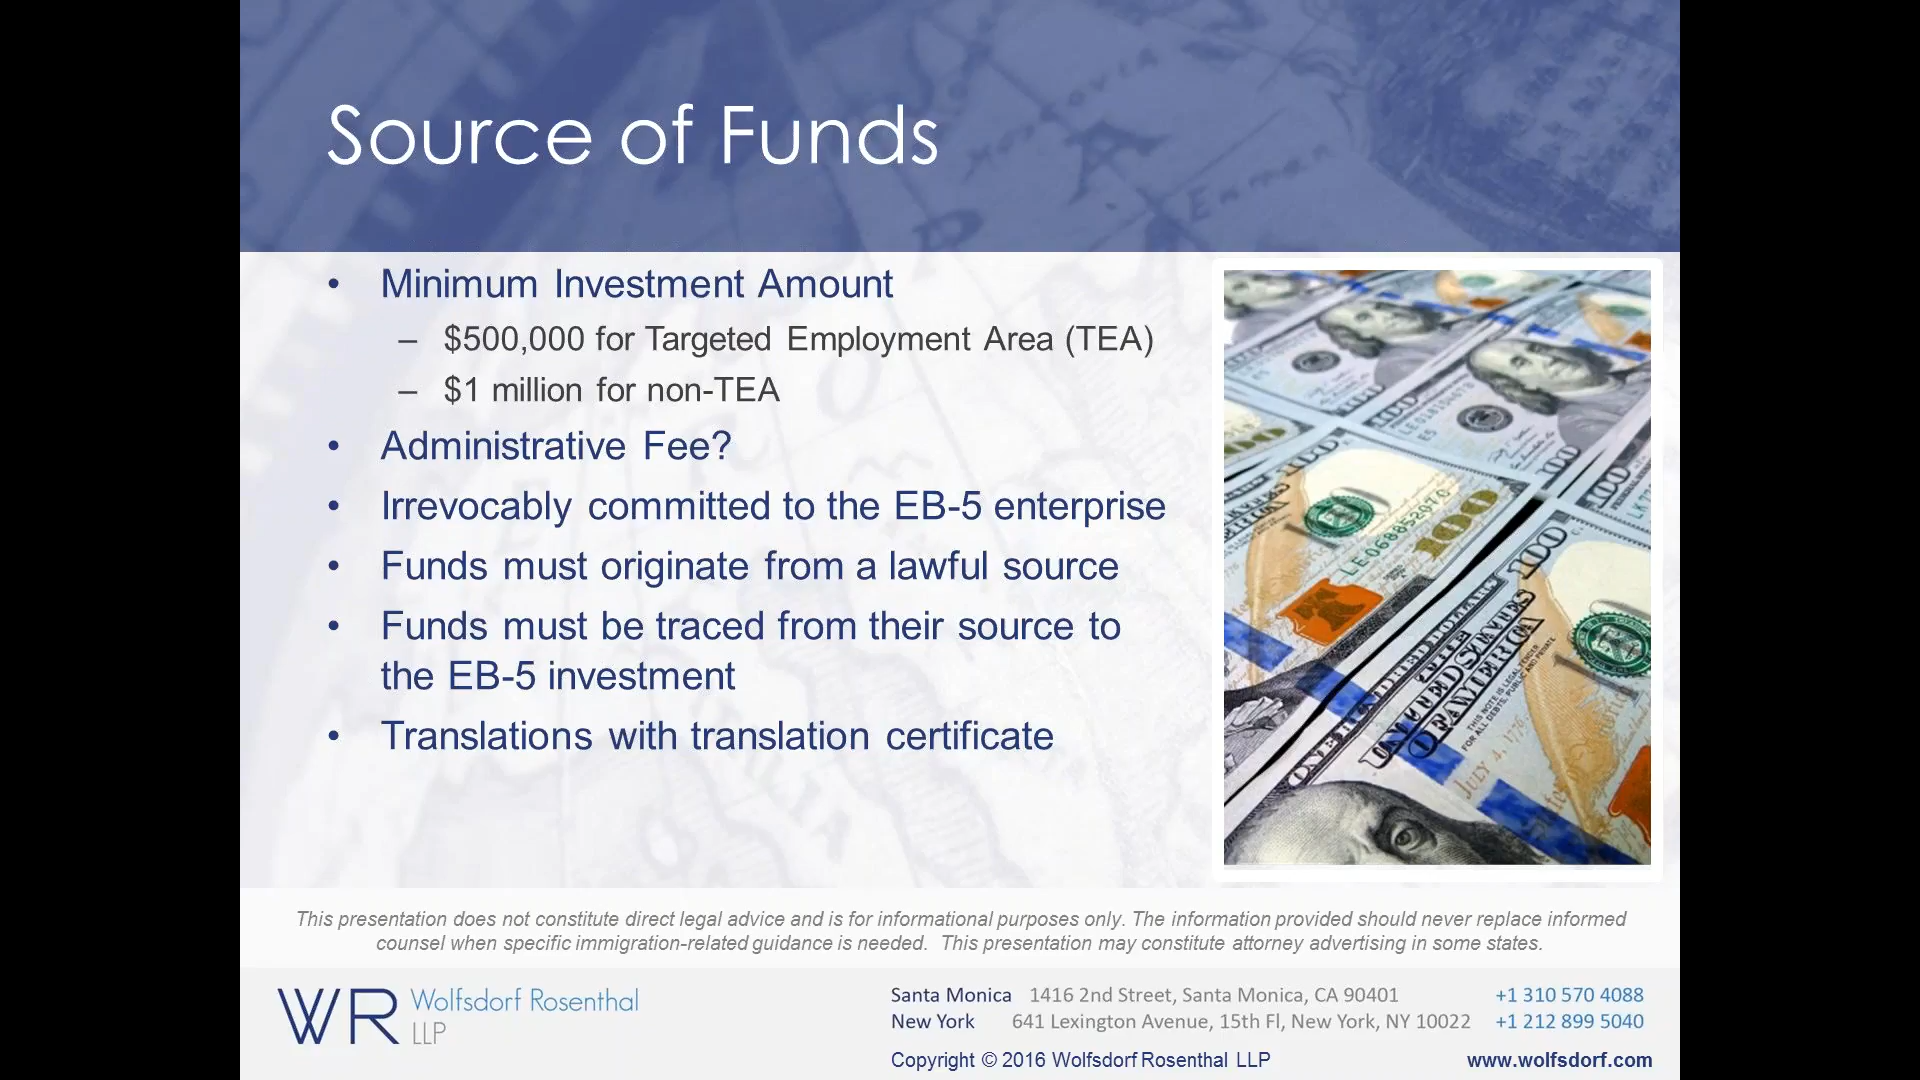 Source of Funds
• Minimum Investment Amount
– $500,000 for Targeted Employment Area (TEA)
– $1 million for non-TEA
• Administrative Fee?
• Irrevocably committed to the EB-5 enterprise
• Funds must originate from a lawful source
• Funds must be traced from their source to
the EB-5 investment
• Translations with translation certificate
This presentation does not constitute direct legal advice and is for informational purposes only. The information provided should never replace informed
counsel when specific immigration-related guidance is needed. This presentation may constitute attorney advertising in some states.
WR Wolfsdorf Rosenthal
LLP
Santa Monica 1416 2nd Street, Santa Monica, CA 90401 +1 310 570 4088
New York 641 Lexington Avenue, 15th Fl, New York, NY 10022 +1 212 899 5040
Copyright © 2016 Wolfsdorf Rosenthal LLP www.wolfsdorf.com